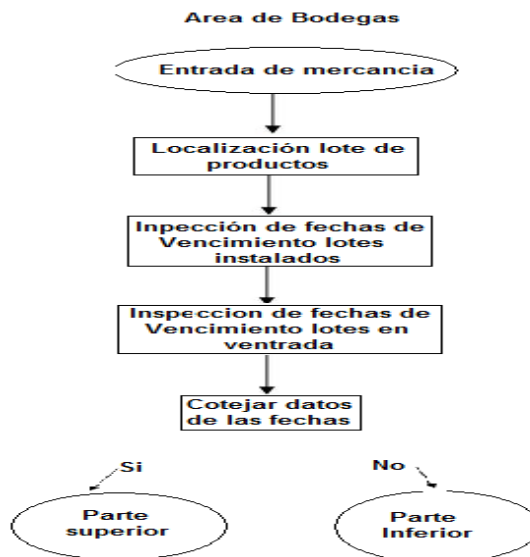 Area de Bodegas
Entrada de mercancia
Localización lote de
productos
Inpección de fechas de
Vencimiento lotes
instalados
Inspeccion de fechas de
Vencimiento lotes en
ventrada
Cotejar datos
de las fechas
Si
No
Parte
superior
Parte
Inferior